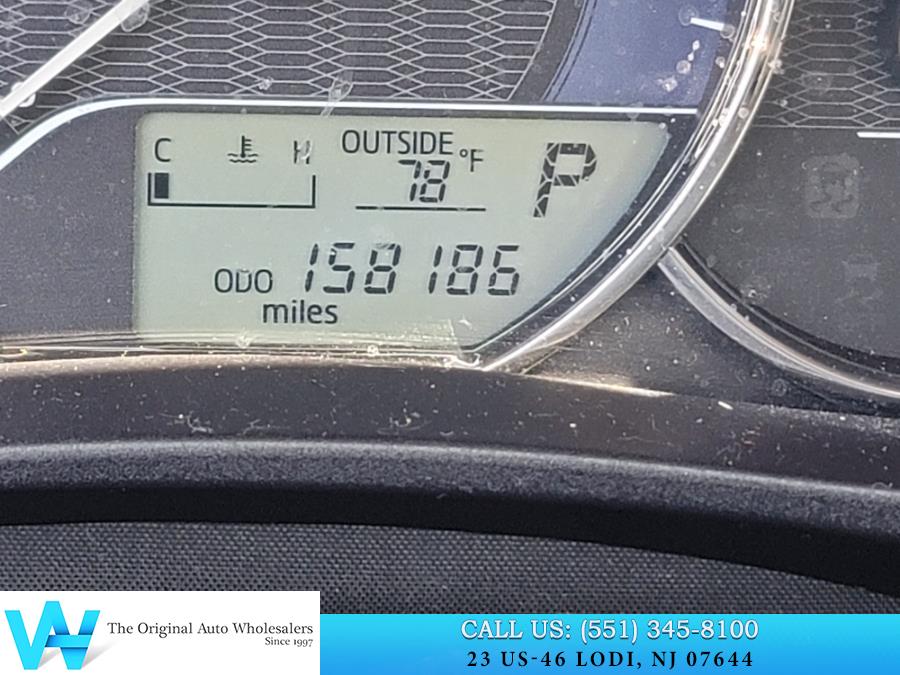 C H OUTSIDE °F P
78
ODO 158186
miles
The Original Auto Wholesalers
Since 1997
CALL US: (551) 345-8100
23 US-46 LODI, NJ 07644